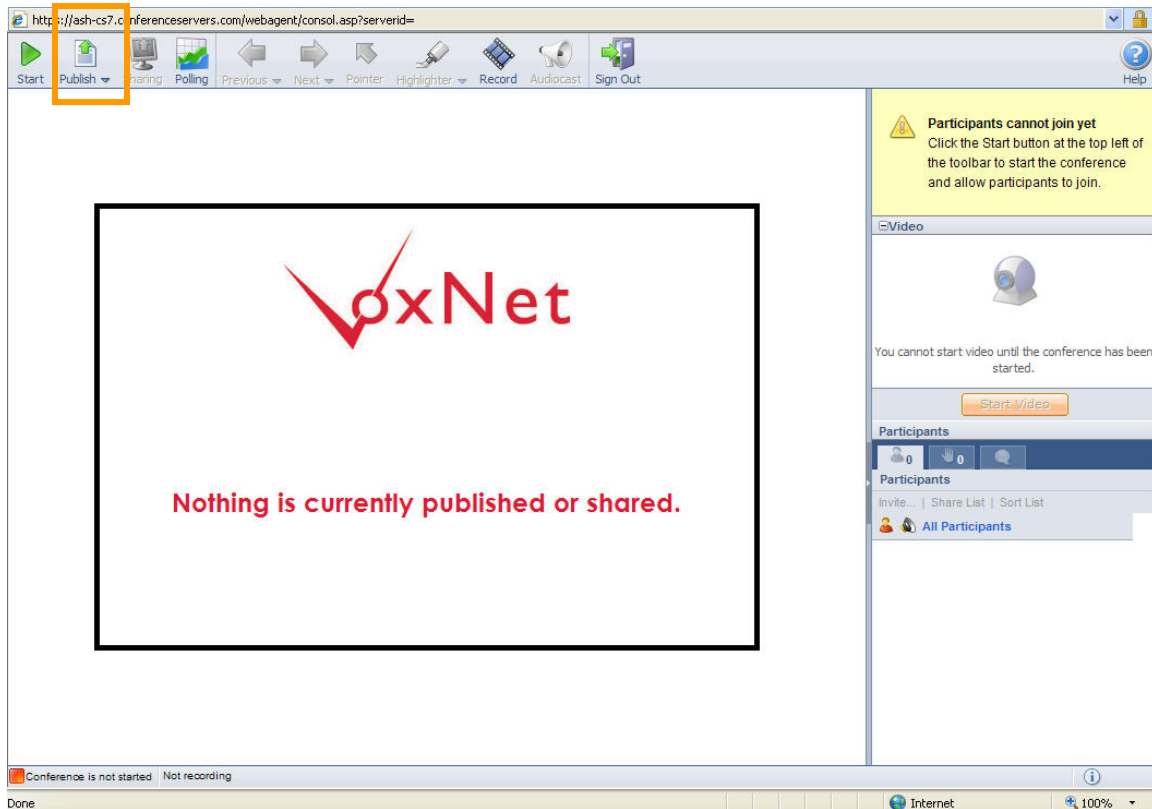 https://ash-cs7.conferenceservers.com/webagent/consol.asp?serverid=
Start Publish Sharing Polling Previous Next Pointer Highlighter Record Audiocast Sign Out Help
Participants cannot join yet
Click the Start button at the top left of
the toolbar to start the conference
and allow participants to join.
Video
VoxNet
You cannot start video until the conference has been
started.
Start Video
Participants
0 0
Participants
Nothing is currently published or shared.
Invite... | Share List | Sort List
All Participants
Conference is not started Not recording
Done Internet 100%